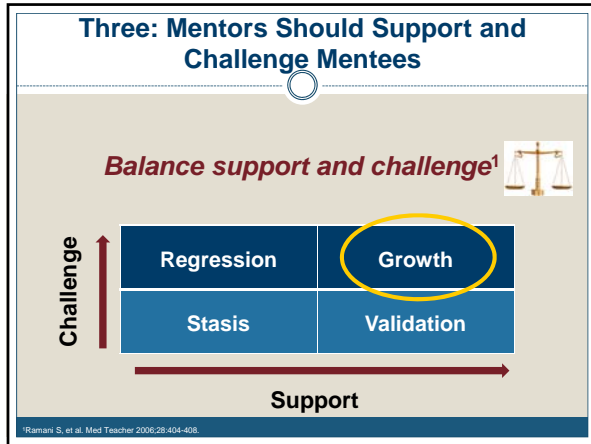 Three: Mentors Should Support and
Challenge Mentees
Balance support and challenge¹
Challenge
Regression
Growth
Stasis
Validation
Support
¹Ramani S, et al. Med Teacher 2006;28:404-408.